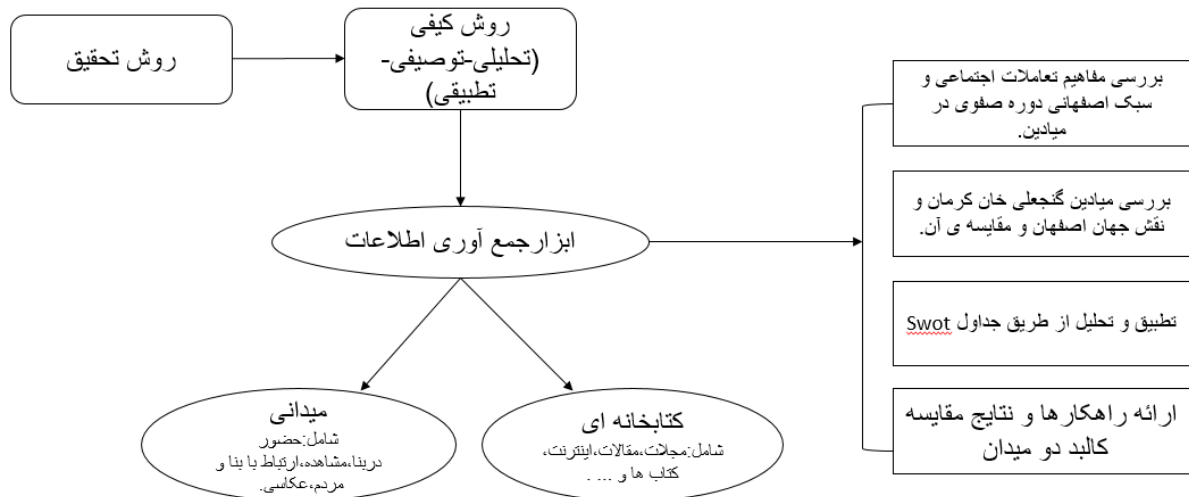 روش تحقیق
روش کیفی
(تحلیلی-توصیفی-
تطبیقی)
بررسی مفاهیم تعاملات اجتماعی و
سبک اصفهانی دوره صفوی در
میادین.
بررسی میادین گنجعلی خان کرمان و
نقش جهان اصفهان و مقایسه ی آن.
ابزارجمع آوری اطلاعات
تطبیق و تحلیل از طریق جداول Swot
ارائه راهکارها و نتایج مقایسه
کالبد دو میدان
کتابخانه ای
شامل:مجلات،مقالات،اینترنت،
کتاب ها و ... .
میدانی
شامل:حضور
دربنا،مشاهده،ارتباط با بنا و
مردم،عکاسی.